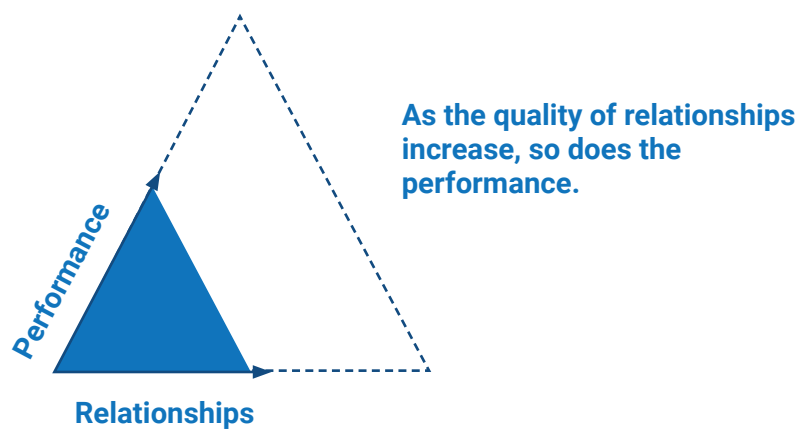 As the quality of relationships
increase, so does the
performance.
Performance
Relationships